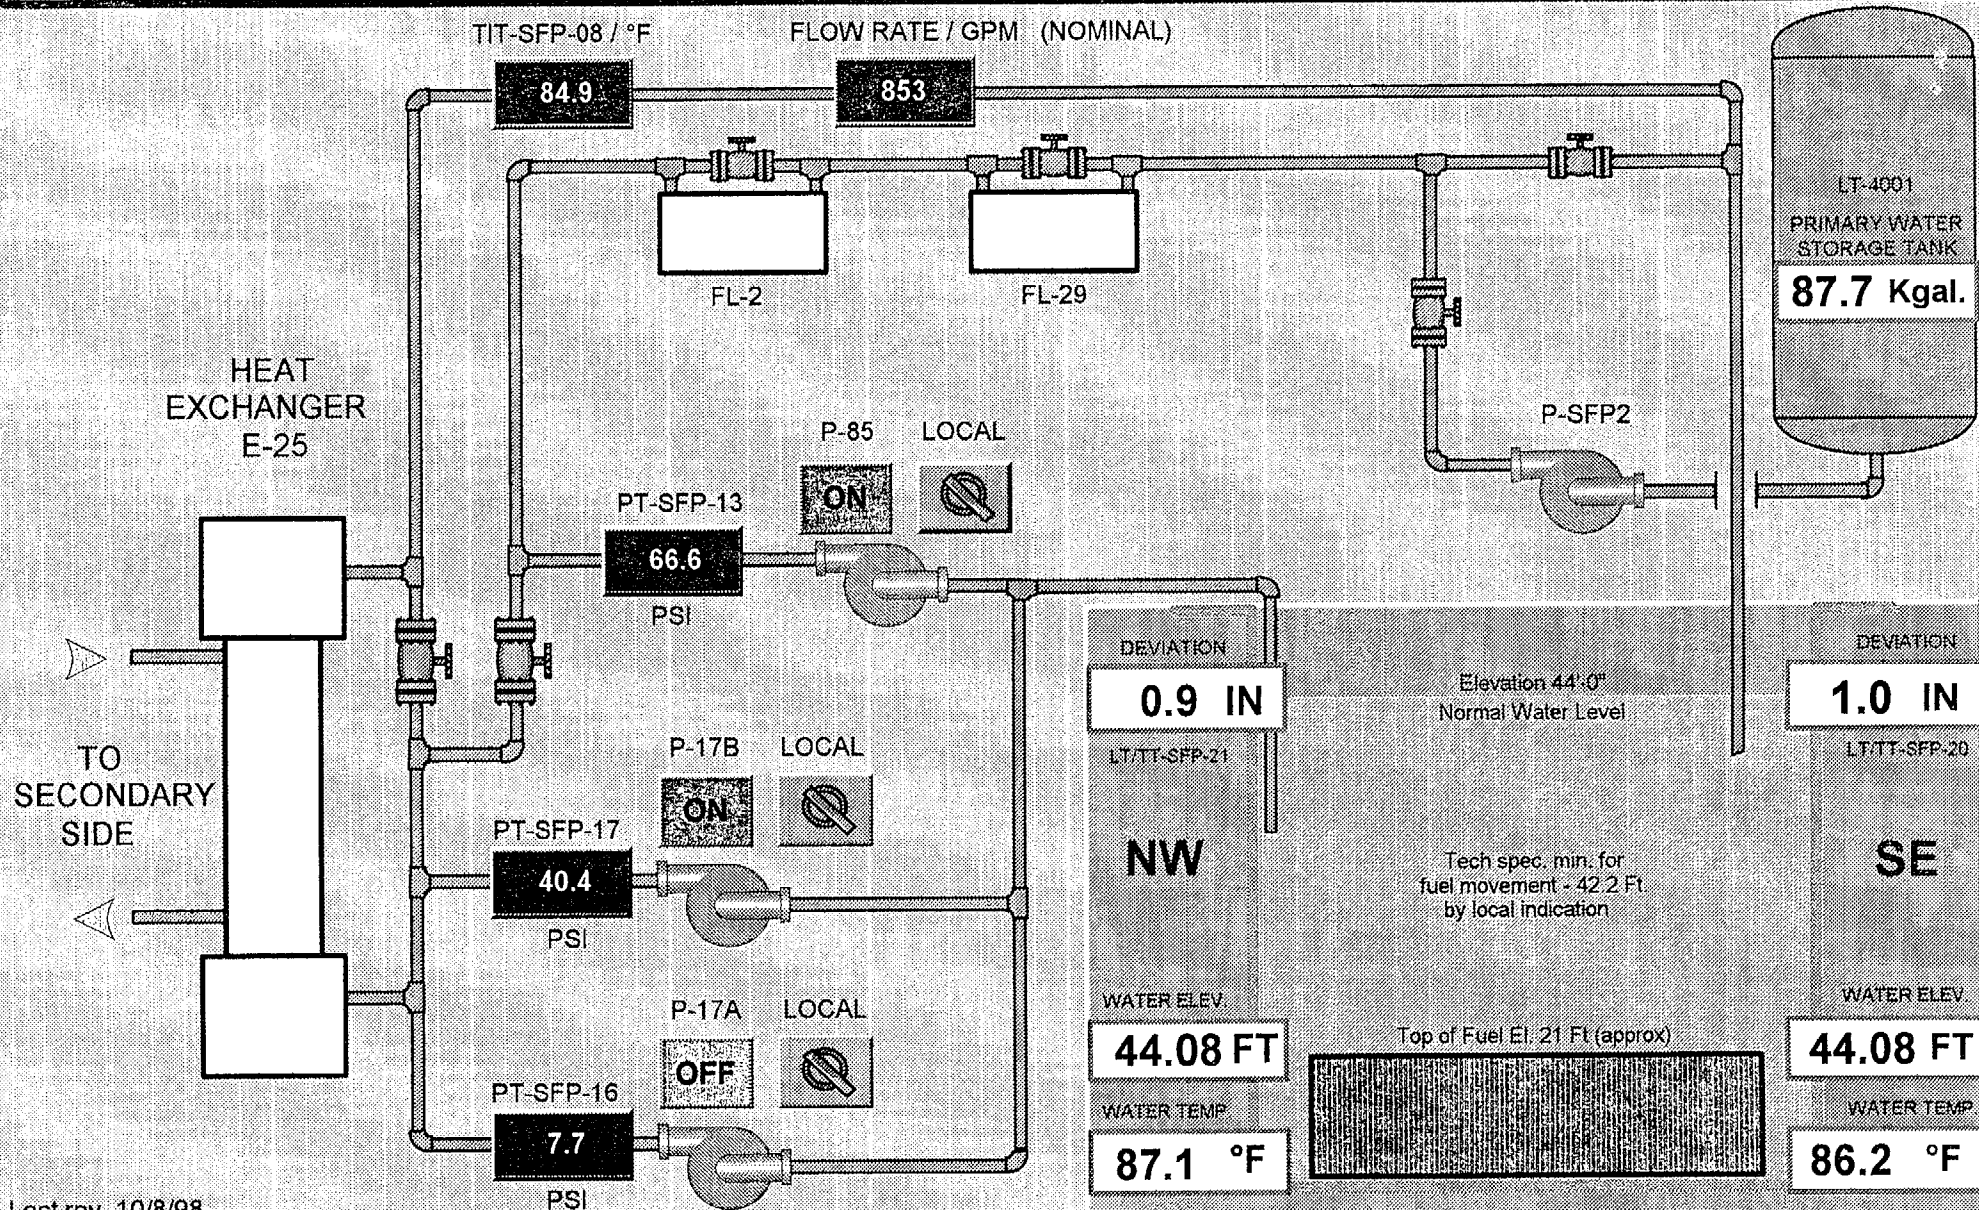 TIT-SFP-08 / °F
FLOW RATE / GPM (NOMINAL)
84.9
853
LT-4001
PRIMARY WATER
STORAGE TANK
87.7 Kgal.
FL-2
FL-29
HEAT
EXCHANGER
E-25
P-SFP2
P-85
LOCAL
ON
PT-SFP-13
66.6
PSI
DEVIATION
0.9 IN
LT/TT-SFP-21
Elevation 44'-0"
Normal Water Level
DEVIATION
1.0 IN
LT/TT-SFP-20
TO
SECONDARY
SIDE
P-17B
LOCAL
ON
PT-SFP-17
40.4
PSI
NW
Tech spec. min. for
fuel movement - 42.2 Ft.
by local indication
SE
P-17A
LOCAL
OFF
PT-SFP-16
7.7
PSI
WATER ELEV.
44.08 FT
WATER TEMP
87.1 °F
Top of Fuel El. 21 Ft (approx)
WATER ELEV.
44.08 FT
WATER TEMP
86.2 °F
Last rev. 10/8/98